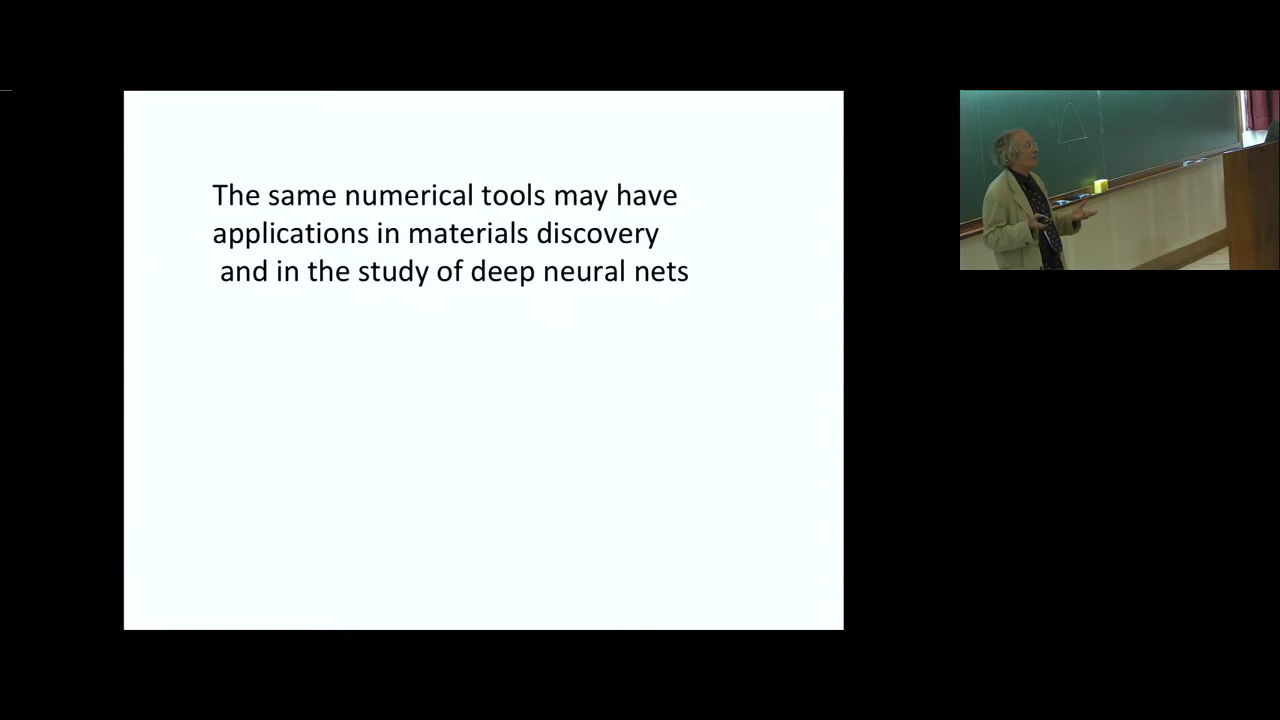 The same numerical tools may have
applications in materials discovery
and in the study of deep neural nets